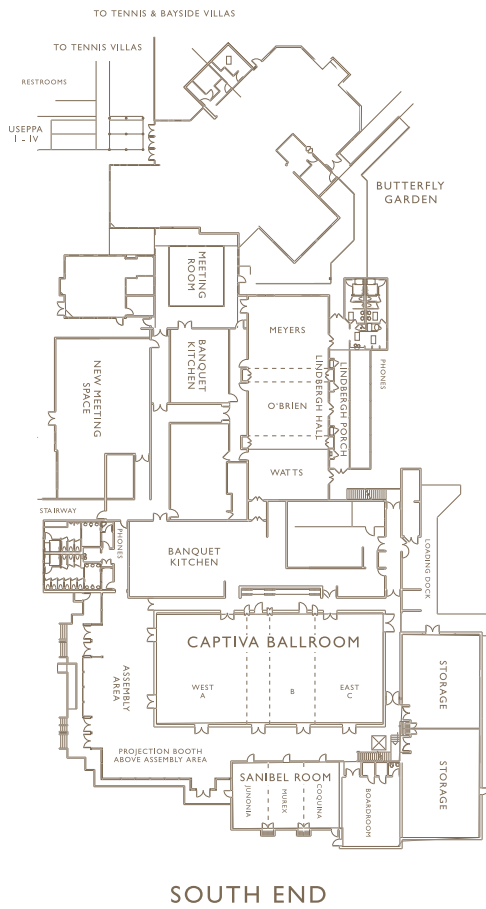 TO TENNIS & BAYSIDE VILLAS
TO TENNIS VILLAS
RESTROOMS
USEPPA
I - IV
BUTTERFLY
GARDEN
MEETING
ROOM
MEYERS
BANQUET
KITCHEN
LINDBERGH HALL
LINDBERGH PORCH
PHONES
NEW MEETING
SPACE
O'BRIEN
WATTS
STAIRWAY
PHONES
BANQUET
KITCHEN
LOADING DOCK
CAPTIVA BALLROOM
WEST
A
B
EAST
C
ASSEMBLY
AREA
STORAGE
PROJECTION BOOTH
ABOVE ASSEMBLY AREA
SANIBEL ROOM
JUNONIA
MUREX
COQUINA
BOARDROOM
STORAGE
SOUTH END